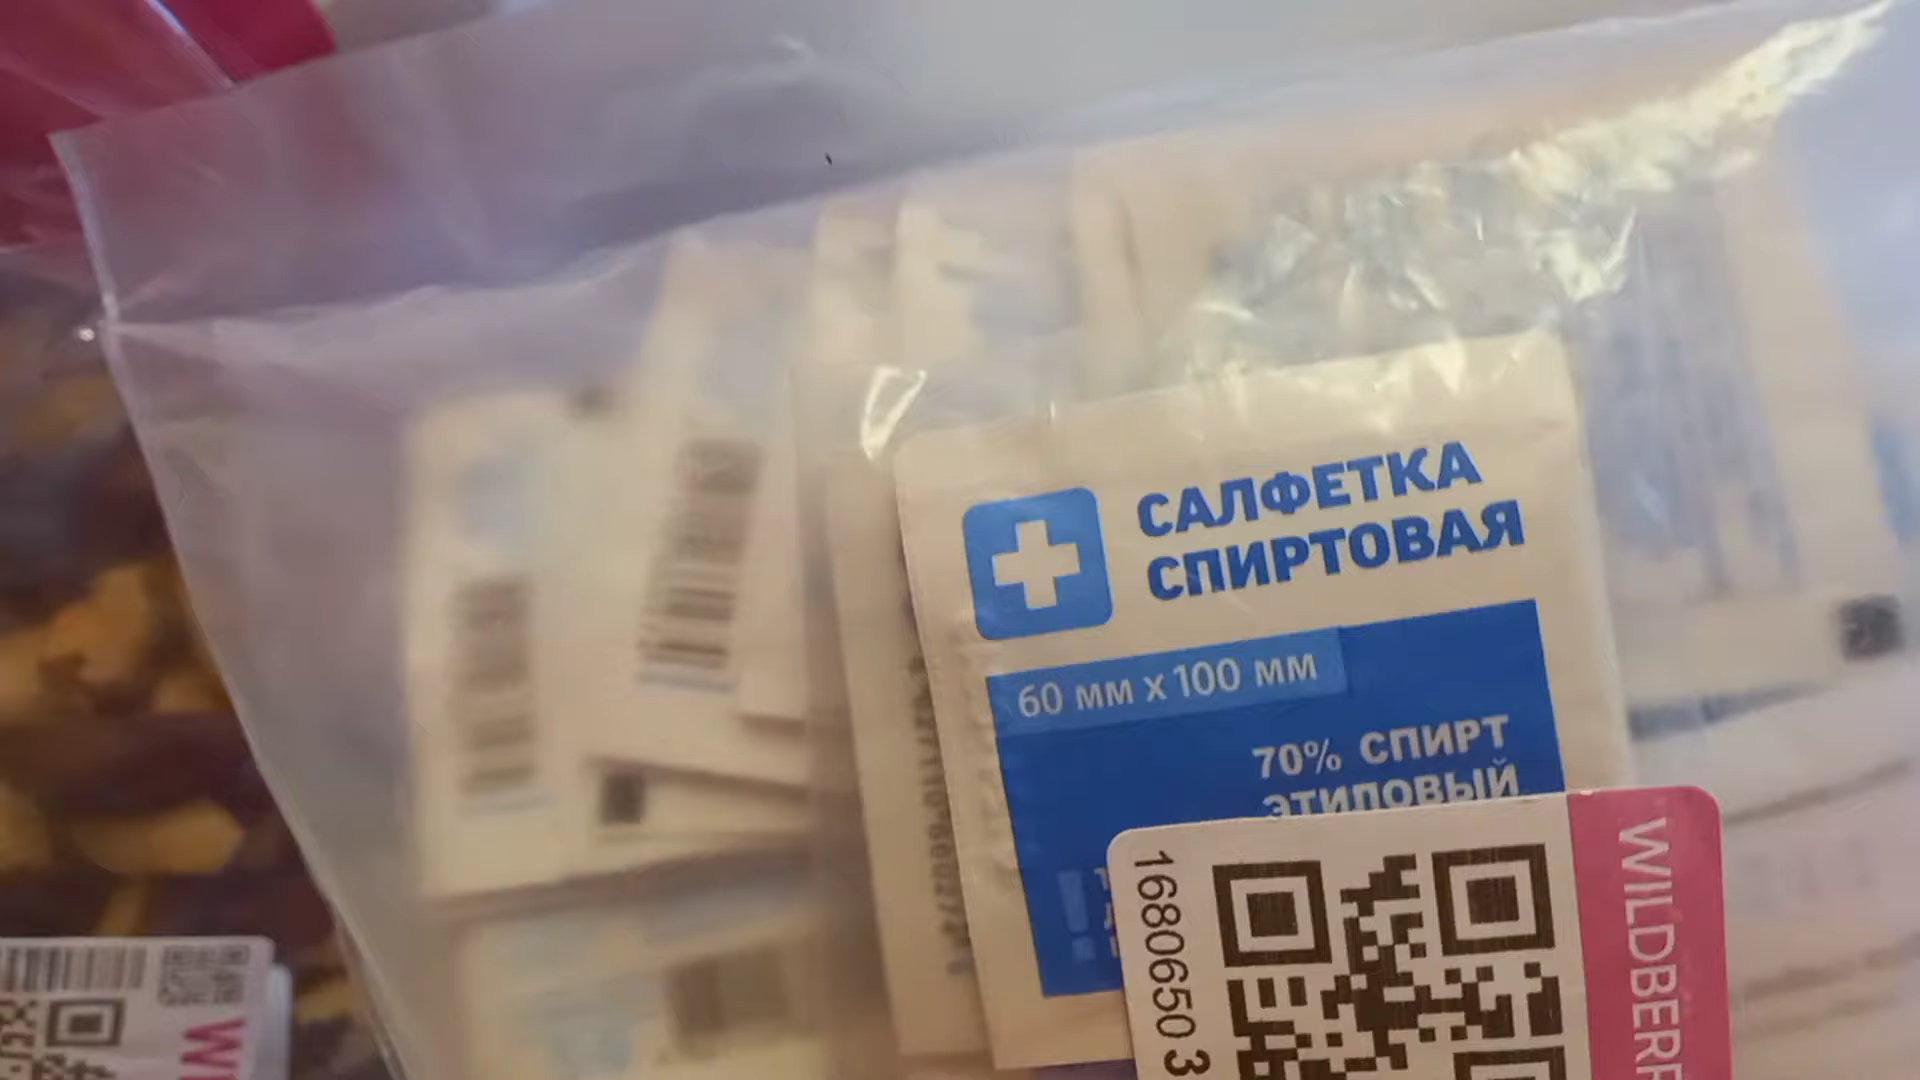 САЛФЕТКА
СПИРТОВАЯ
60 мм х 100 мм
70% СПИРТ
ЭТИЛОВЫЙ
1680650 3
WILDBERR